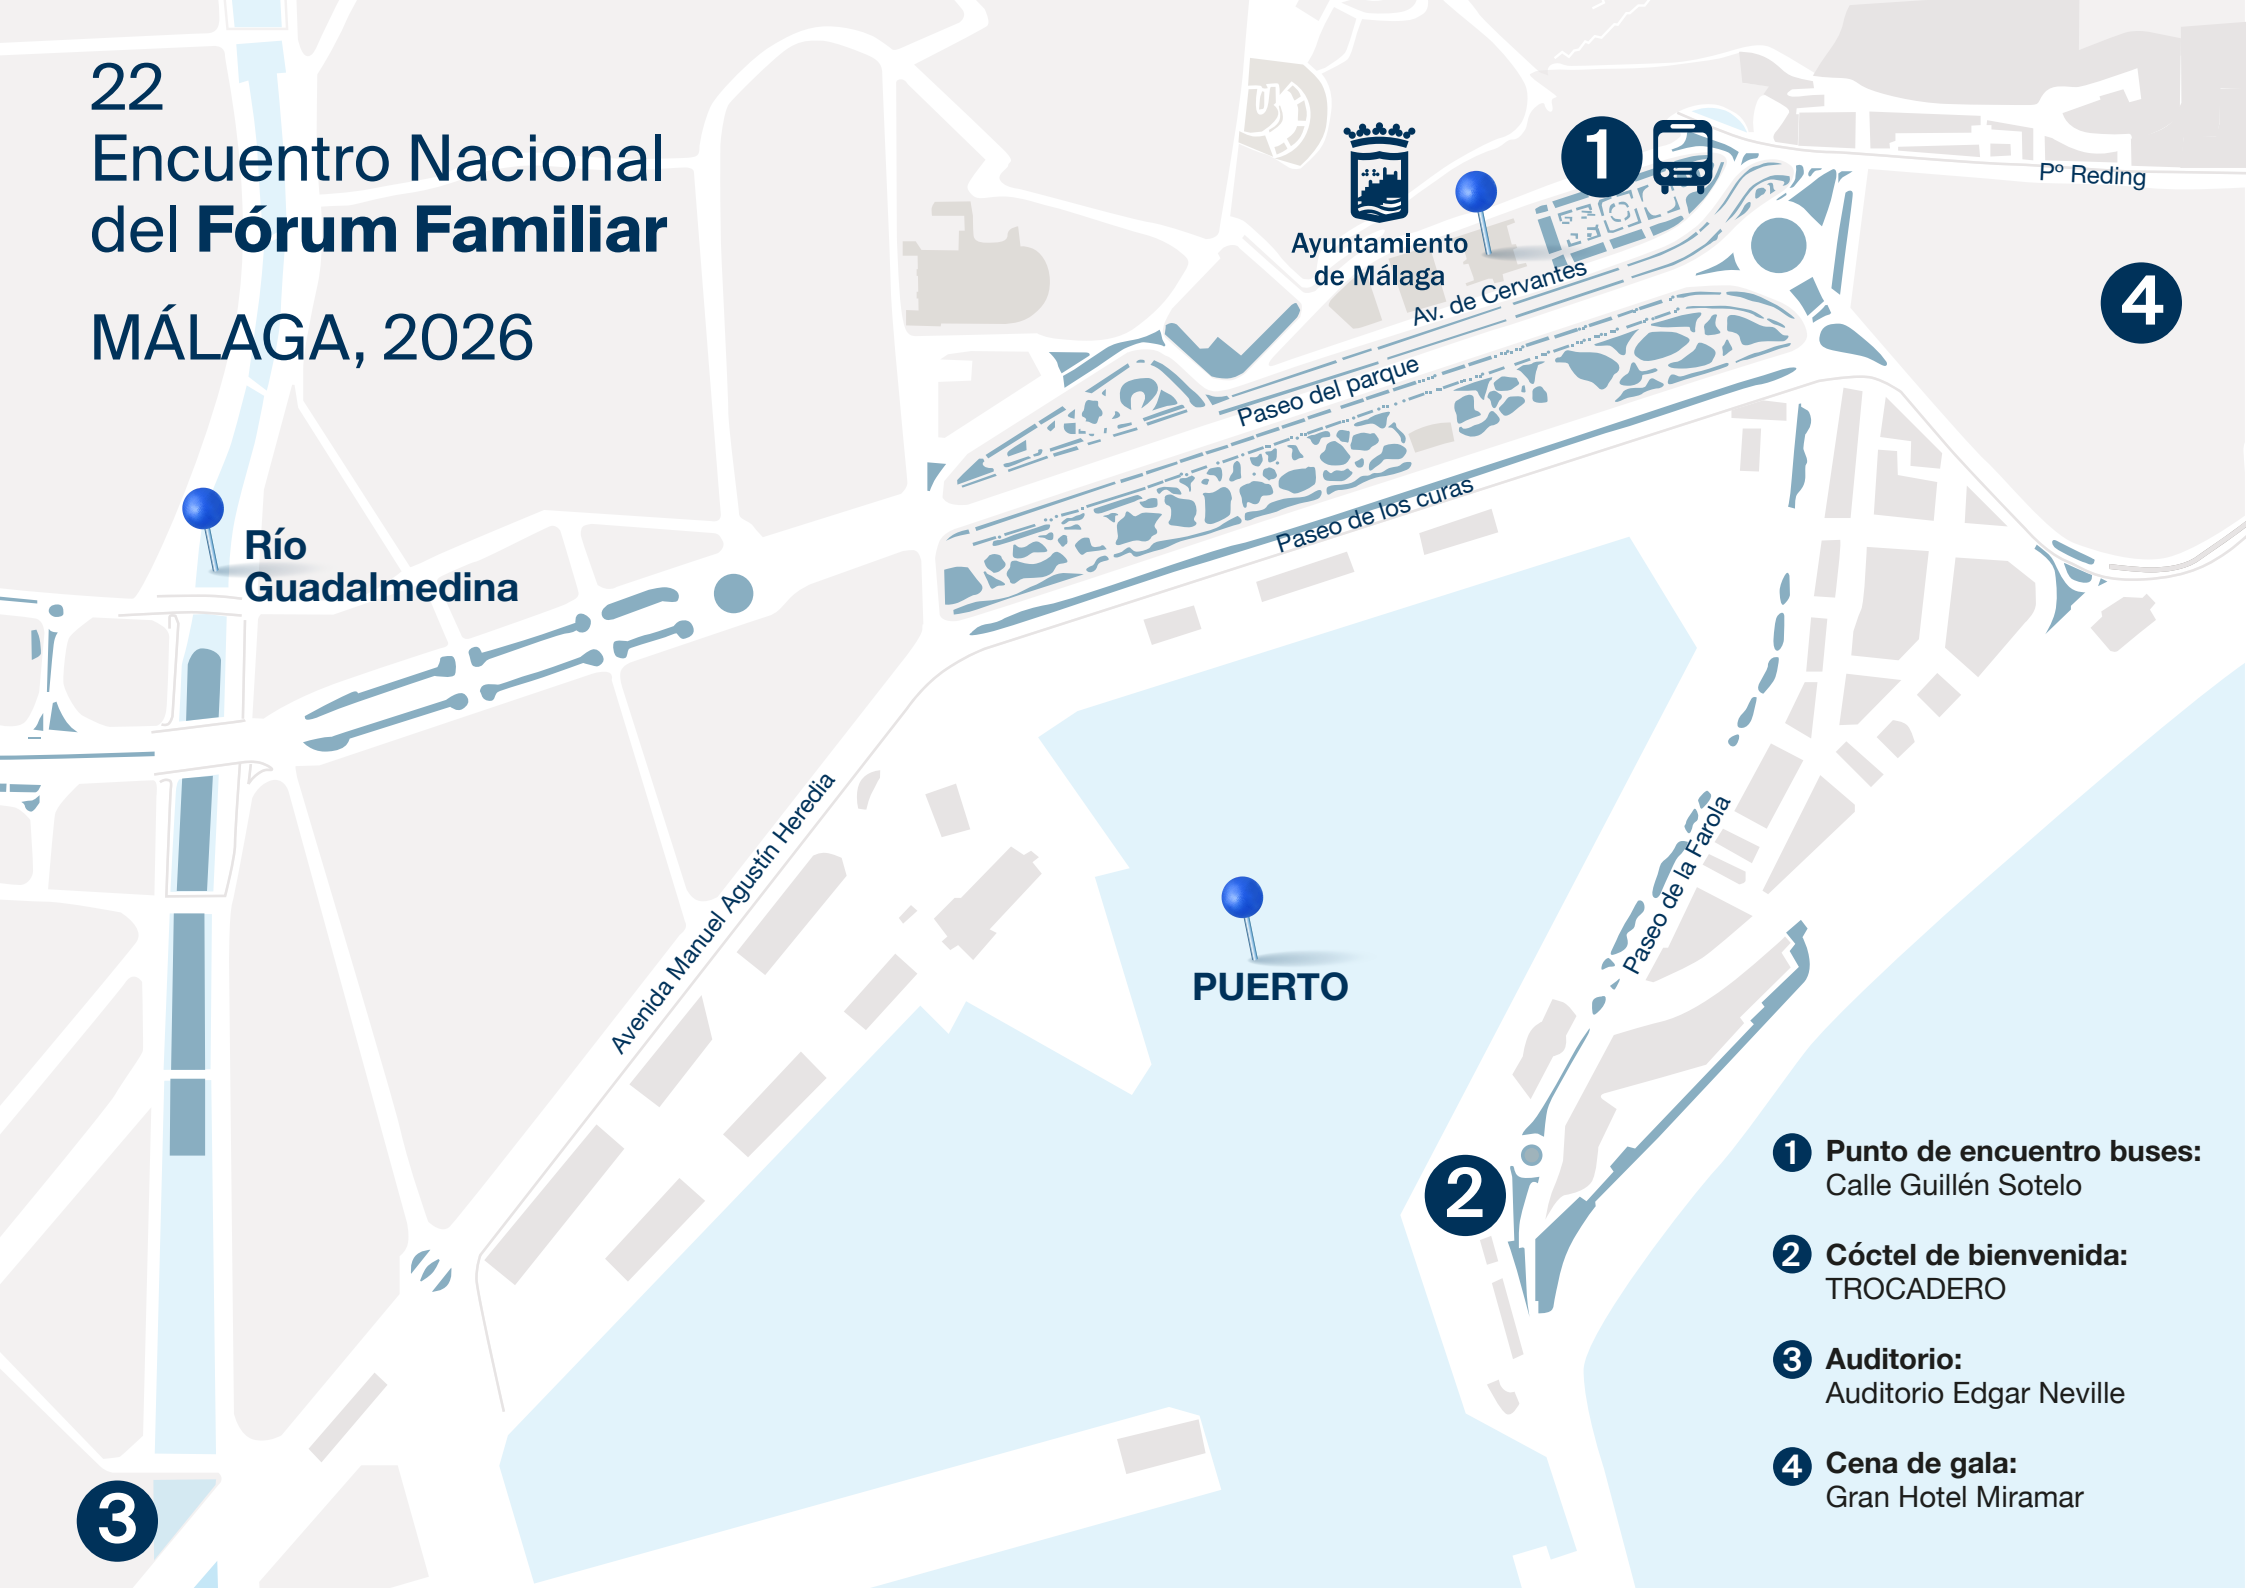 22
Encuentro Nacional
del Fórum Familiar
MÁLAGA, 2026
1
Ayuntamiento
de Málaga
Pº Reding
4
Av. de Cervantes
Paseo del parque
Paseo de los curas
Río
Guadalmedina
Avenida Manuel Agustín Heredia
Paseo de la Farola
PUERTO
2
3
1 Punto de encuentro buses:
Calle Guillén Sotelo
2 Cóctel de bienvenida:
TROCADERO
3 Auditorio:
Auditorio Edgar Neville
4 Cena de gala:
Gran Hotel Miramar